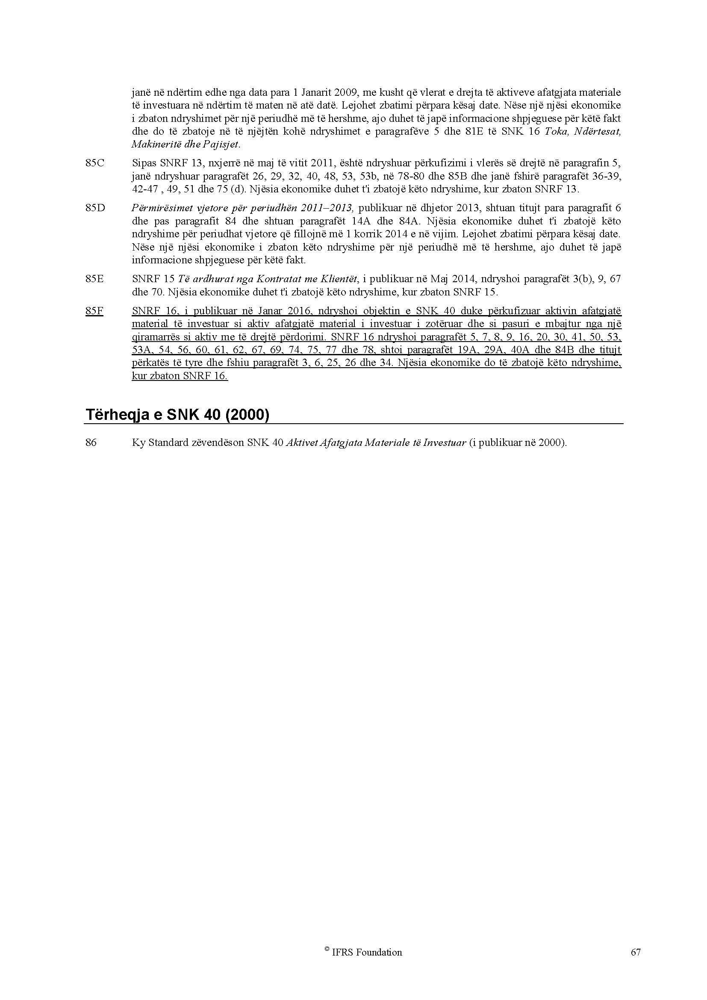 janë në ndërtim edhe nga data para 1 Janarit 2009, me kusht që vlerat e drejta të aktiveve afatgjata materiale
të investuara në ndërtim të maten në atë datë. Lejohet zbatimi përpara kësaj date. Nëse një njësi ekonomike
i zbaton ndryshimet për një periudhë më të hershme, ajo duhet të japë informacione shpjeguese për këtë fakt
dhe do të zbatoje në të njëjtën kohë ndryshimet e paragrafëve 5 dhe 81E të SNK 16 Toka, Ndërtesat,
Makineritë dhe Pajisjet.
85C Sipas SNRF 13, nxjerrë në maj të vitit 2011, është ndryshuar përkufizimi i vlerës së drejtë në paragrafin 5,
janë ndryshuar paragrafët 26, 29, 32, 40, 48, 53, 53b, në 78-80 dhe 85B dhe janë fshirë paragrafët 36-39,
42-47 , 49, 51 dhe 75 (d). Njësia ekonomike duhet t'i zbatojë këto ndryshime, kur zbaton SNRF 13.
85D Përmirësimet vjetore për periudhën 2011–2013, publikuar në dhjetor 2013, shtuan titujt para paragrafit 6
dhe pas paragrafit 84 dhe shtuan paragrafët 14A dhe 84A. Njësia ekonomike duhet t'i zbatojë këto
ndryshime për periudhat vjetore që fillojnë më 1 korrik 2014 e në vijim. Lejohet zbatimi përpara kësaj date.
Nëse një njësi ekonomike i zbaton këto ndryshime për një periudhë më të hershme, ajo duhet të japë
informacione shpjeguese për këtë fakt.
85E SNRF 15 Të ardhurat nga Kontratat me Klientët, i publikuar në Maj 2014, ndryshoi paragrafët 3(b), 9, 67
dhe 70. Njësia ekonomike duhet t'i zbatojë këto ndryshime, kur zbaton SNRF 15.
85F SNRF 16, i publikuar në Janar 2016, ndryshoi objektin e SNK 40 duke përkufizuar aktivin afatgjatë
material të investuar si aktiv afatgjatë material i investuar i zotëruar dhe si pasuri e mbajtur nga një
qiramarrës si aktiv me të drejtë përdorimi. SNRF 16 ndryshoi paragrafët 5, 7, 8, 9, 16, 20, 30, 41, 50, 53,
53A, 54, 56, 60, 61, 62, 67, 69, 74, 75, 77 dhe 78, shtoi paragrafët 19A, 29A, 40A dhe 84B dhe titujt
përkatës të tyre dhe fshiu paragrafët 3, 6, 25, 26 dhe 34. Njësia ekonomike do të zbatojë këto ndryshime,
kur zbaton SNRF 16.
Tërheqja e SNK 40 (2000)
86 Ky Standard zëvendëson SNK 40 Aktivet Afatgjata Materiale të Investuar (i publikuar në 2000).
© IFRS Foundation 67